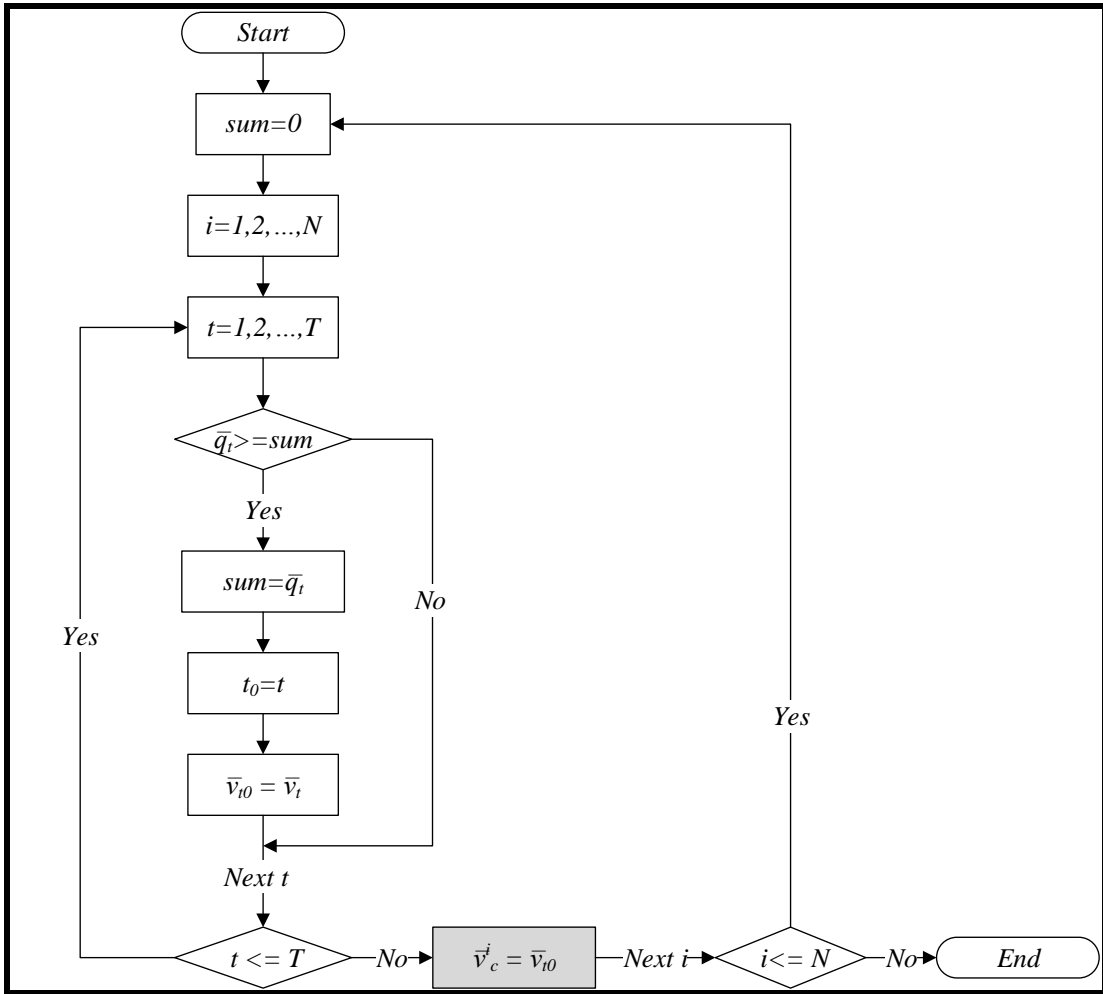 Start
sum=0
i=1,2,...,N
t=1,2,...,T
q̅ₜ>=sum
Yes
sum=q̅ₜ
No
Yes
t₀=t
Yes
v̅ₜ₀ = v̅ₜ
Next t
t <= T
No
v̅ⁱ_c = v̅ₜ₀
Next i
i<= N
No
End